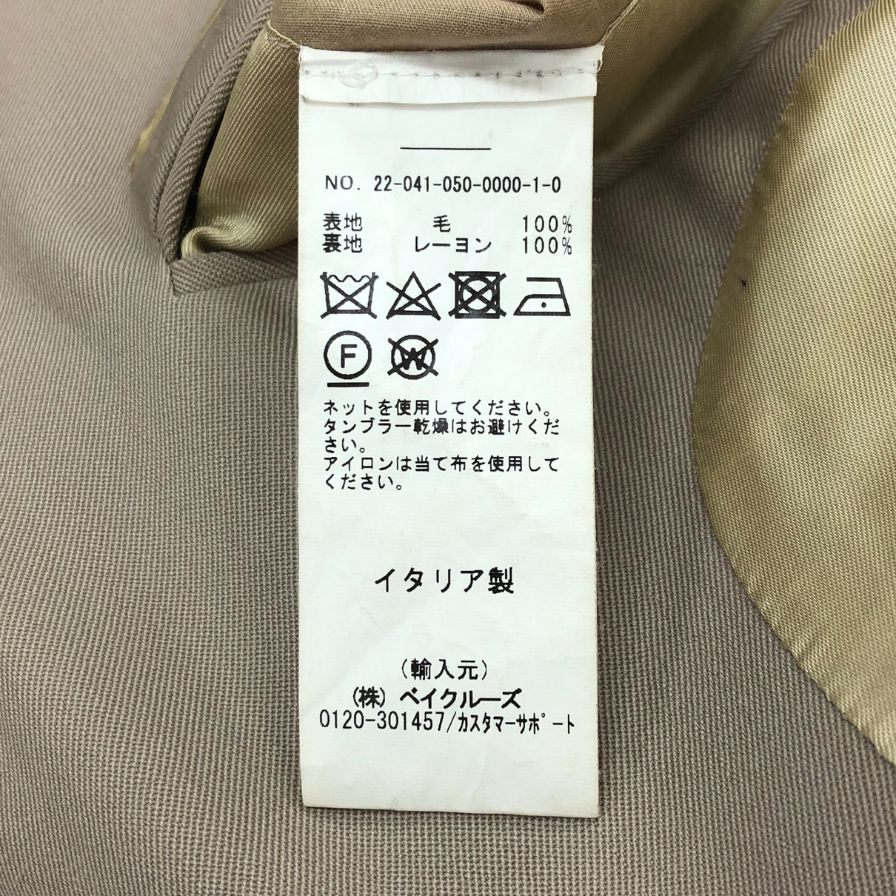 NO. 22-041-050-0000-1-0
表地 毛 100%
裏地 レーヨン 100%
F W
ネットを使用してください。
タンブラー乾燥はお避けくだ
さい。
アイロンは当て布を使用して
ください。
イタリア製
(輸入元)
(株) ベイクルーズ
0120-301457/カスタマーサポート